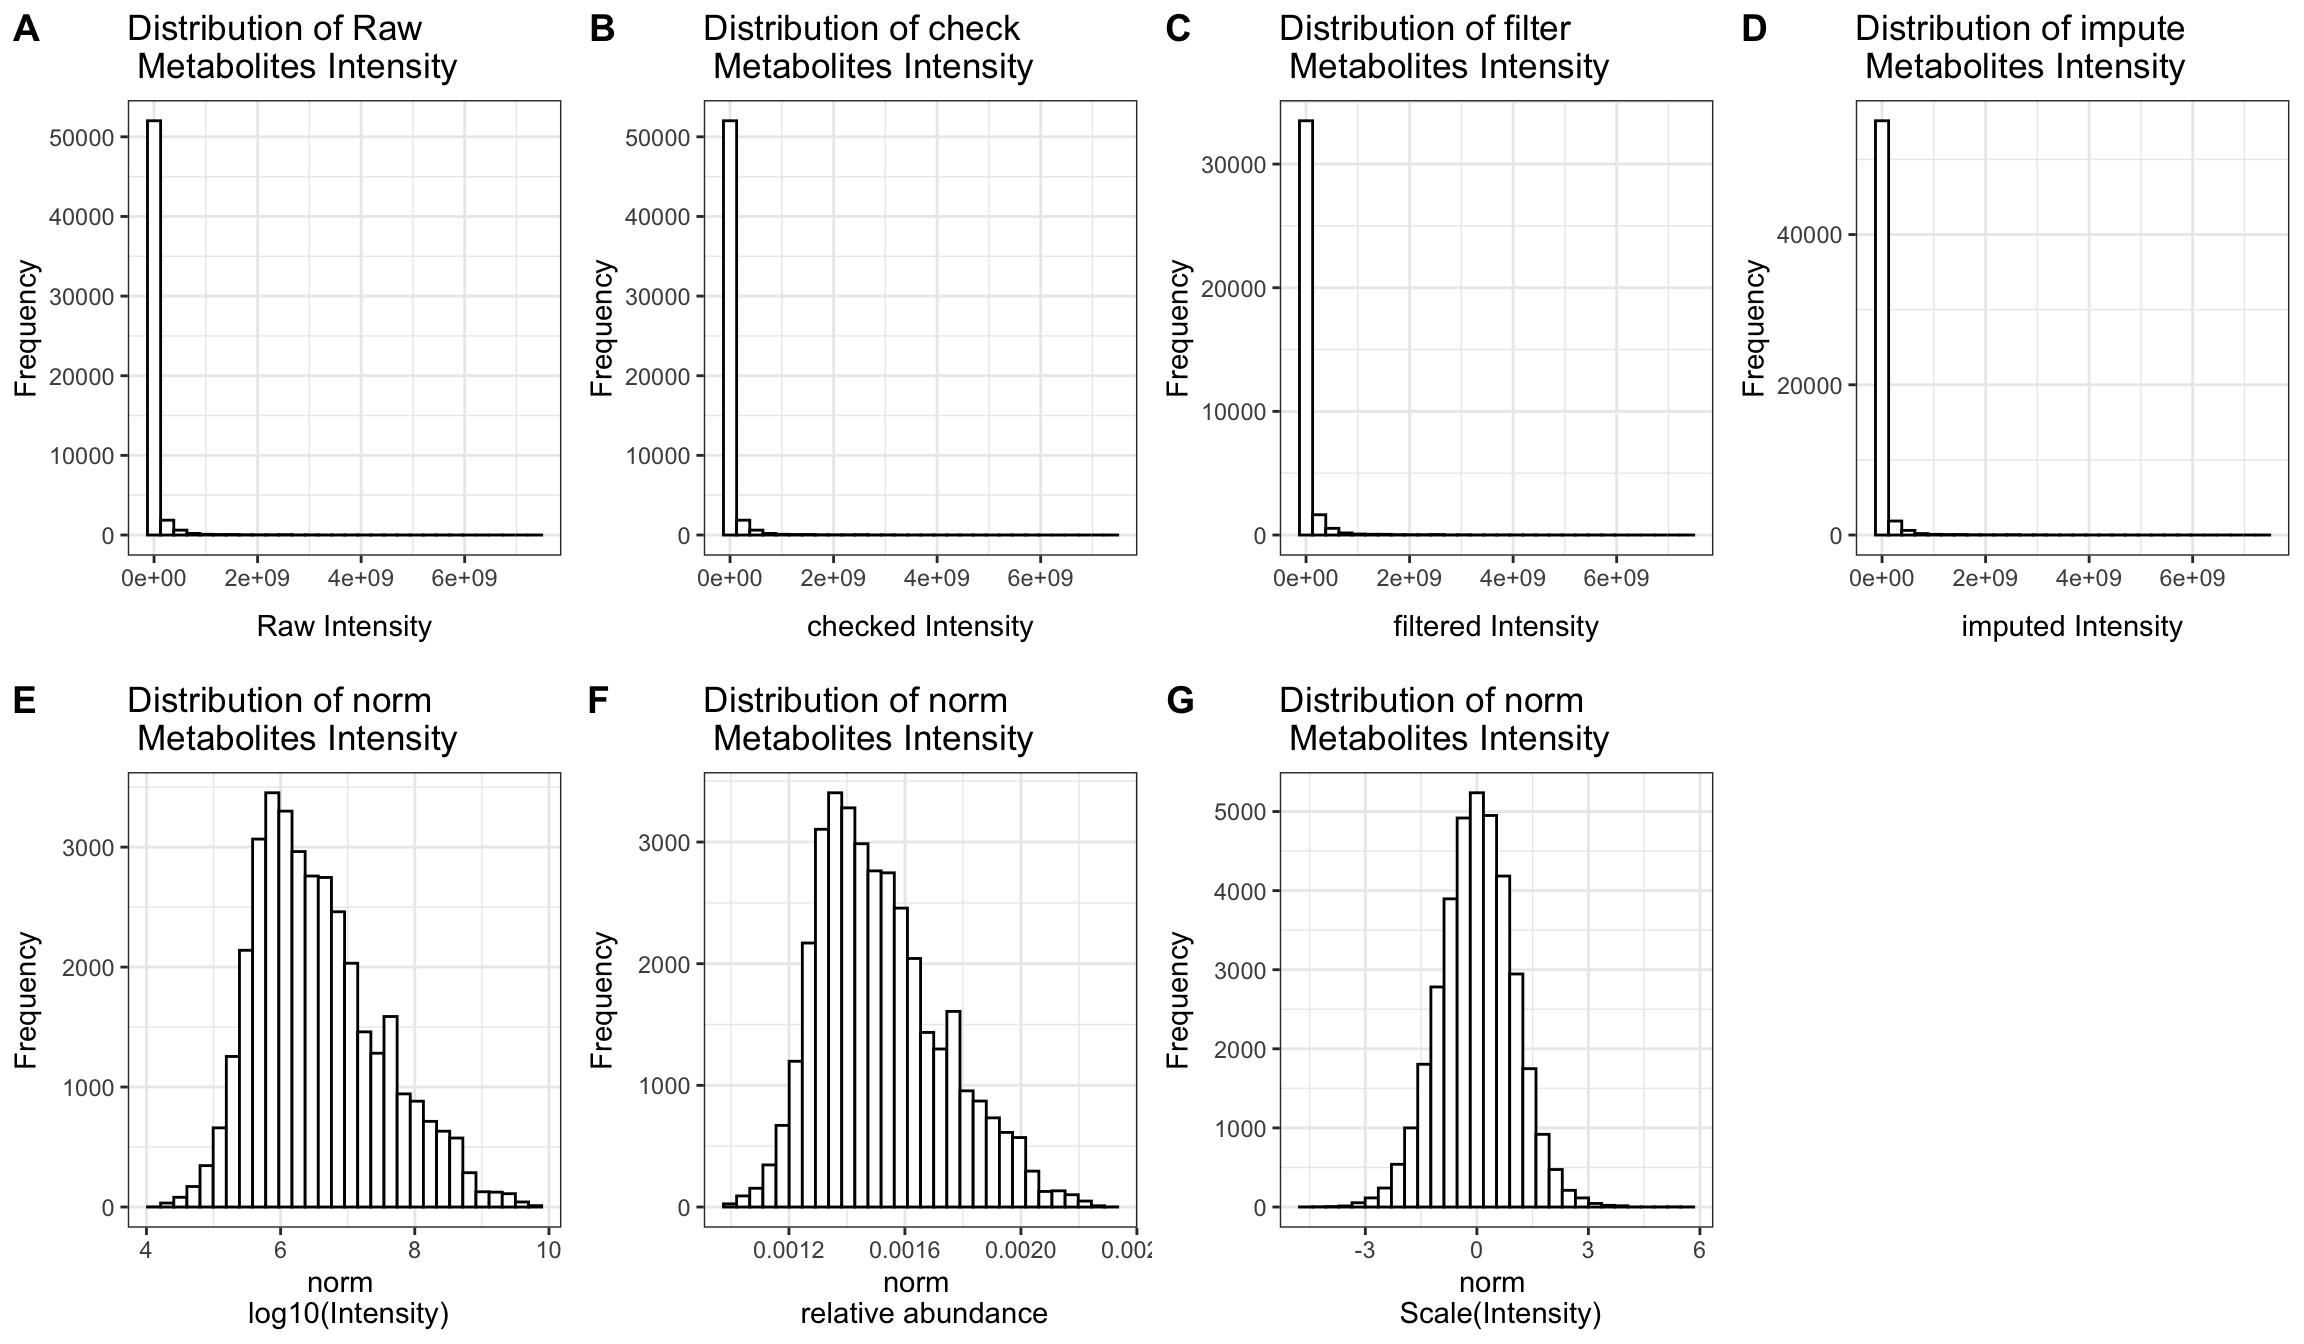 A
Distribution of Raw
Metabolites Intensity
Frequency
50000
40000
30000
20000
10000
0
0e+00 2e+09 4e+09 6e+09
Raw Intensity
B
Distribution of check
Metabolites Intensity
Frequency
50000
40000
30000
20000
10000
0
0e+00 2e+09 4e+09 6e+09
checked Intensity
C
Distribution of filter
Metabolites Intensity
Frequency
30000
20000
10000
0
0e+00 2e+09 4e+09 6e+09
filtered Intensity
D
Distribution of impute
Metabolites Intensity
Frequency
40000
20000
0
0e+00 2e+09 4e+09 6e+09
imputed Intensity
E
Distribution of norm
Metabolites Intensity
Frequency
3000
2000
1000
0
4 6 8 10
norm
log10(Intensity)
F
Distribution of norm
Metabolites Intensity
Frequency
3000
2000
1000
0
0.0012 0.0016 0.0020
norm
relative abundance
G
Distribution of norm
Metabolites Intensity
Frequency
5000
4000
3000
2000
1000
0
-3 0 3 6
norm
Scale(Intensity)